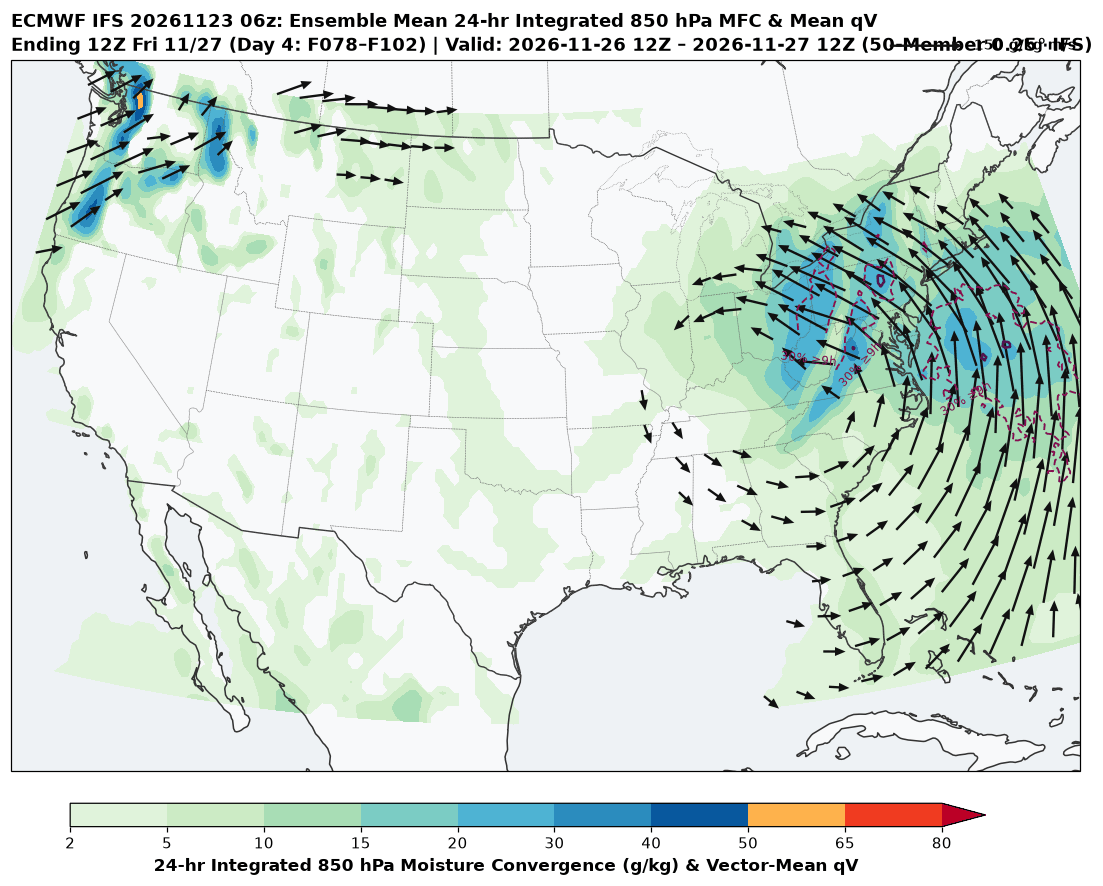 ECMWF IFS 20261123 06z: Ensemble Mean 24-hr Integrated 850 hPa MFC & Mean qV
Ending 12Z Fri 11/27 (Day 4: F078–F102) | Valid: 2026-11-26 12Z – 2026-11-27 12Z (50-Member 0.25° IFS)
30% ≥9h
30% ≥9h
30% ≥9h
2 5 10 15 20 30 40 50 65 80
24-hr Integrated 850 hPa Moisture Convergence (g/kg) & Vector-Mean qV